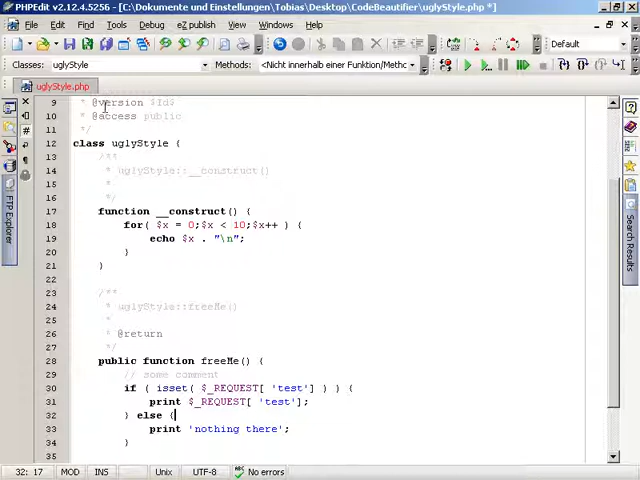 PHPEdit v2.12.4.5256 - [C:\Dokumente und Einstellungen\Tobias\Desktop\CodeBeautifier\uglyStyle.php *]
File Edit Find Tools Debug eZ publish View Windows Help
Default
Classes: uglyStyle Methods: <Nicht innerhalb einer Funktion/Methode>
uglyStyle.php
FTP Explorer
9 * @version $Id$
10 * @access public
11 */
12 class uglyStyle {
13 /**
14 * uglyStyle::__construct()
15 *
16 */
17 function __construct() {
18 for( $x = 0;$x < 10;$x++ ) {
19 echo $x . "\n";
20 }
21 }
22
23 /**
24 * uglyStyle::freeMe()
25 *
26 * @return
27 */
28 public function freeMe() {
29 // some comment
30 if ( isset( $_REQUEST[ 'test'] ) ) {
31 print $_REQUEST[ 'test'];
32 } else {
33 print 'nothing there';
34 }
35
32: 17 MOD INS Unix UTF-8 No errors